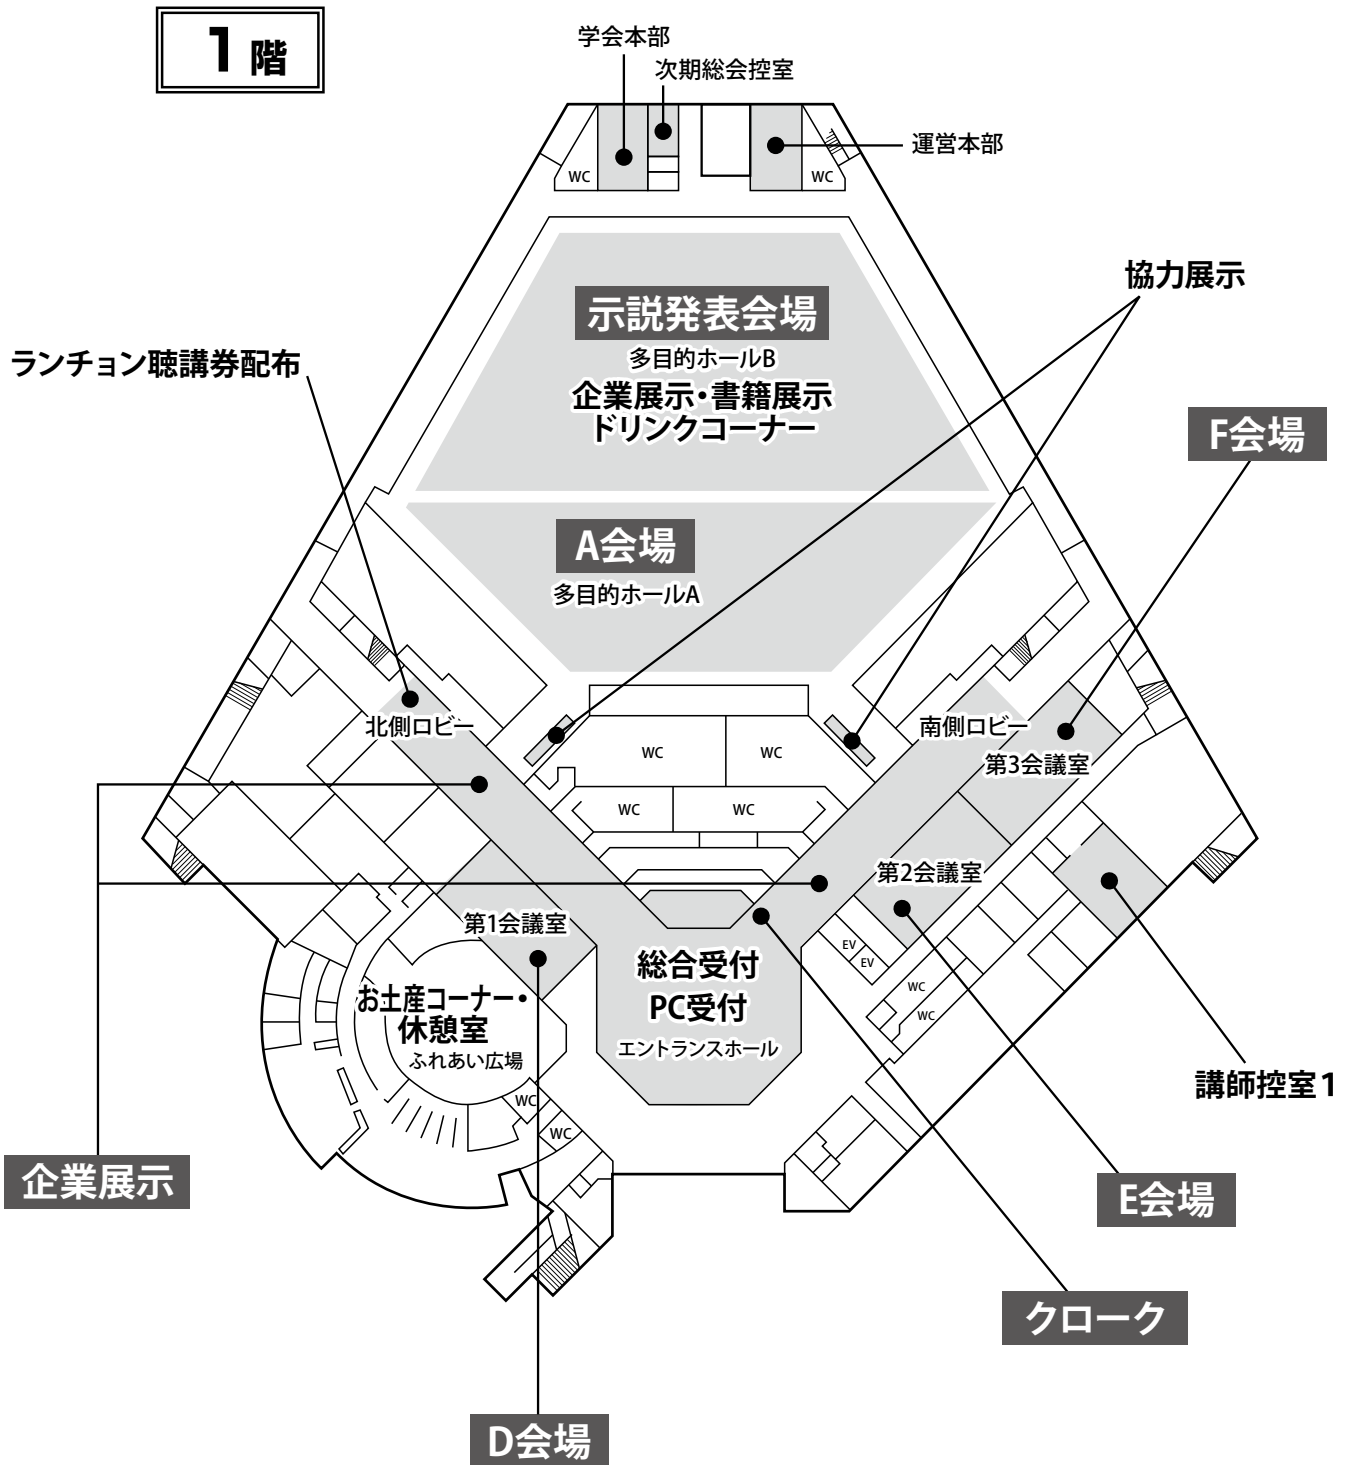 1階
学会本部
次期総会控室
運営本部
WC
WC
協力展示
示説発表会場
多目的ホールB
企業展示・書籍展示
ドリンクコーナー
ランチョン聴講券配布
F会場
A会場
多目的ホールA
北側ロビー
南側ロビー
WC
WC
第3会議室
WC
WC
第2会議室
第1会議室
EV
EV
総合受付
PC受付
エントランスホール
お土産コーナー・
休憩室
ふれあい広場
WC
WC
WC
WC
講師控室1
企業展示
E会場
クローク
D会場